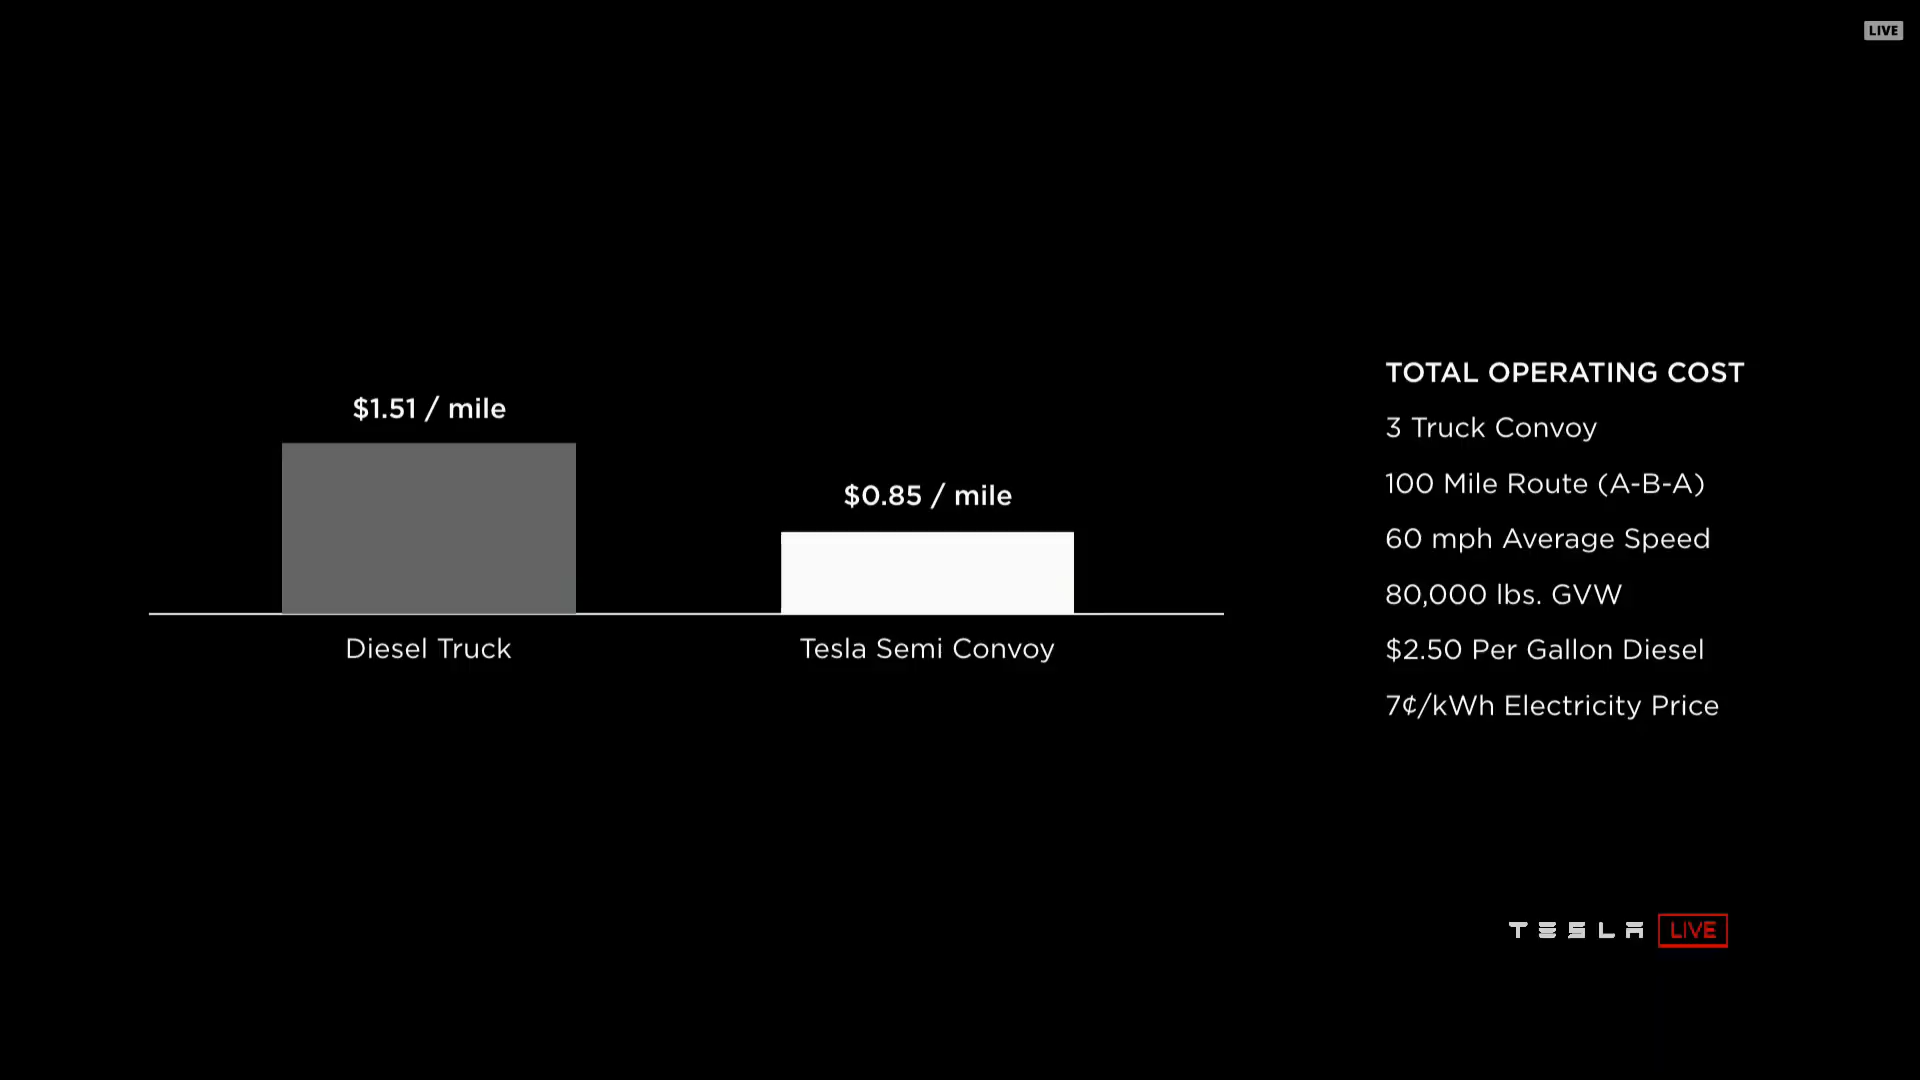 LIVE
$1.51 / mile
$0.85 / mile
Diesel Truck
Tesla Semi Convoy
TOTAL OPERATING COST
3 Truck Convoy
100 Mile Route (A-B-A)
60 mph Average Speed
80,000 lbs. GVW
$2.50 Per Gallon Diesel
7¢/kWh Electricity Price
TESLA LIVE